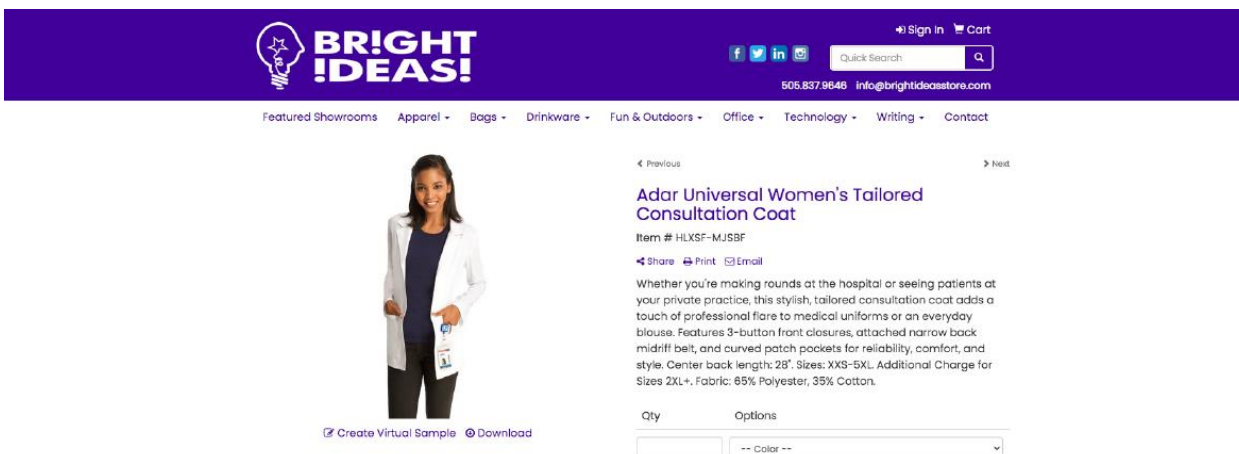 BR!GHT
!DEAS!
Sign In Cart
Quick Search
505.837.9646 info@brightideasstore.com
Featured Showrooms Apparel Bags Drinkware Fun & Outdoors Office Technology Writing Contact
Previous Next
Adar Universal Women's Tailored
Consultation Coat
Item # HLXSF-MJSBF
Share Print Email
Whether you're making rounds at the hospital or seeing patients at
your private practice, this stylish, tailored consultation coat adds a
touch of professional flare to medical uniforms or an everyday
blouse. Features 3-button front closures, attached narrow back
midriff belt, and curved patch pockets for reliability, comfort, and
style. Center back length: 28". Sizes: XXS-5XL. Additional Charge for
Sizes 2XL+. Fabric: 65% Polyester, 35% Cotton.
Qty Options
Create Virtual Sample Download
-- Color --